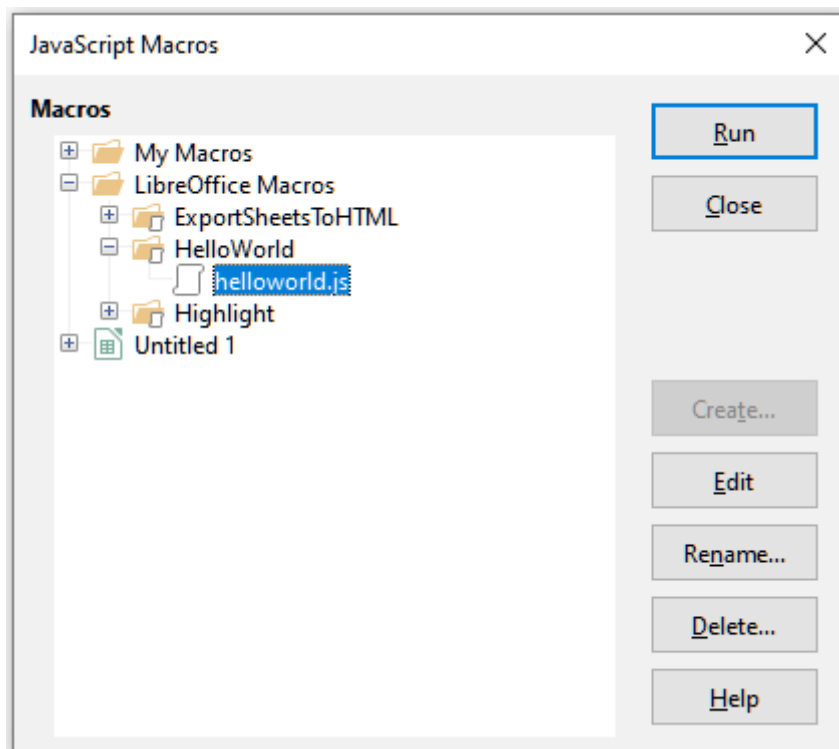 JavaScript Macros
Macros
My Macros
LibreOffice Macros
ExportSheetsToHTML
HelloWorld
helloworld.js
Highlight
Untitled 1
Run
Close
Create...
Edit
Rename...
Delete...
Help